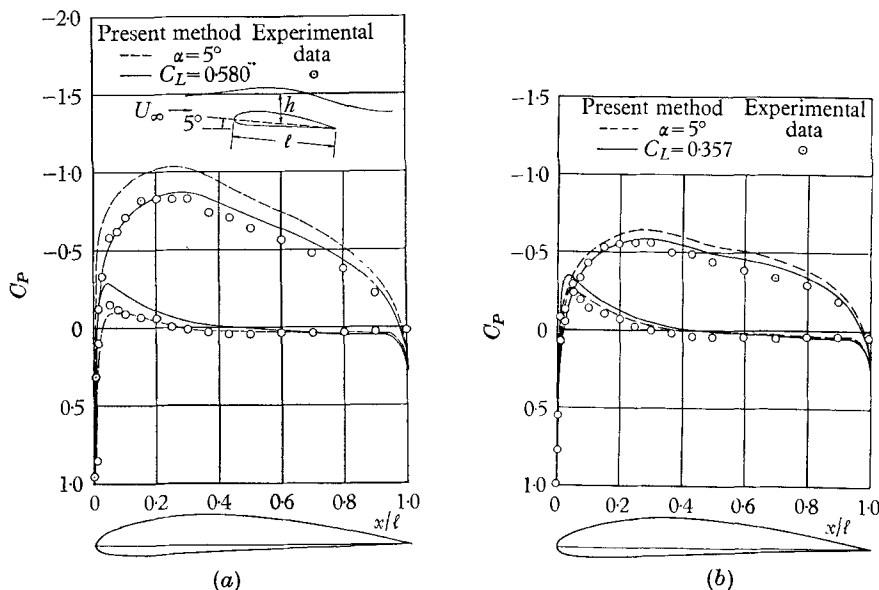 −2·0
Present method Experimental
α=5° data
C_L=0·580
−1·5
U∞
h
5°
ℓ
−1·0
−0·5
C_P
0
0·5
1·0
0 0·2 0·4 0·6 0·8 1·0
x/ℓ
(a)
−1·5
Present method Experimental
α=5° data
C_L=0·357
−1·0
−0·5
C_P
0
0·5
1·0
0 0·2 0·4 0·6 0·8 1·0
x/ℓ
(b)